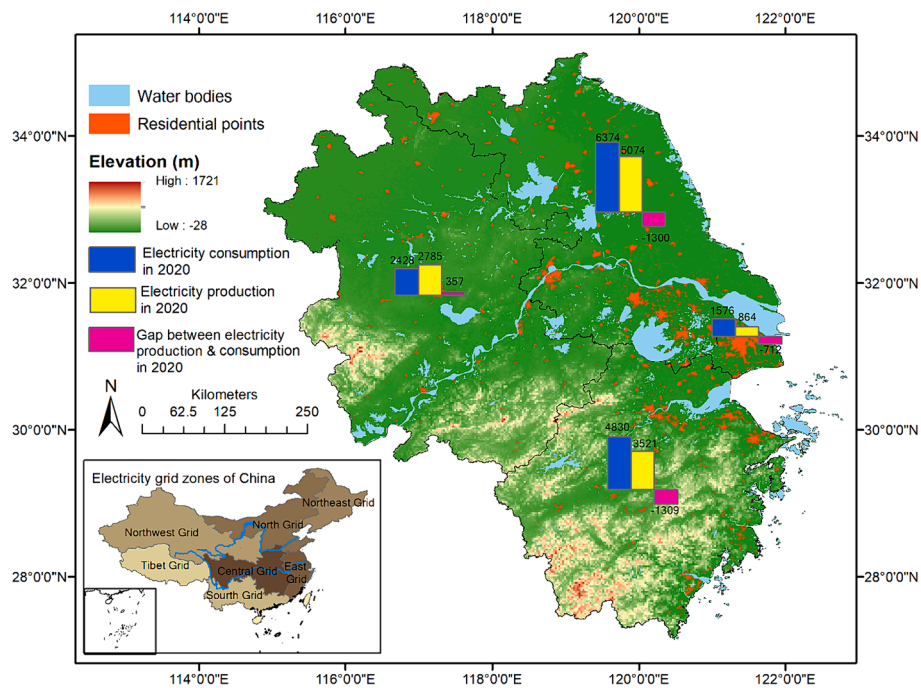 114°0'0"E
116°0'0"E
118°0'0"E
120°0'0"E
122°0'0"E
34°0'0"N
32°0'0"N
30°0'0"N
28°0'0"N
Water bodies
Residential points
Elevation (m)
High : 1721
Low : -28
Electricity consumption
in 2020
Electricity production
in 2020
Gap between electricity
production & consumption
in 2020
N
Kilometers
0 62.5 125 250
6374
5074
-1300
2428
2785
357
1576
864
-712
4830
3521
-1309
Electricity grid zones of China
Northeast Grid
North Grid
Northwest Grid
Tibet Grid
Central Grid
East
Grid
Sourth Grid
34°0'0"N
32°0'0"N
30°0'0"N
28°0'0"N
114°0'0"E
116°0'0"E
118°0'0"E
120°0'0"E
122°0'0"E